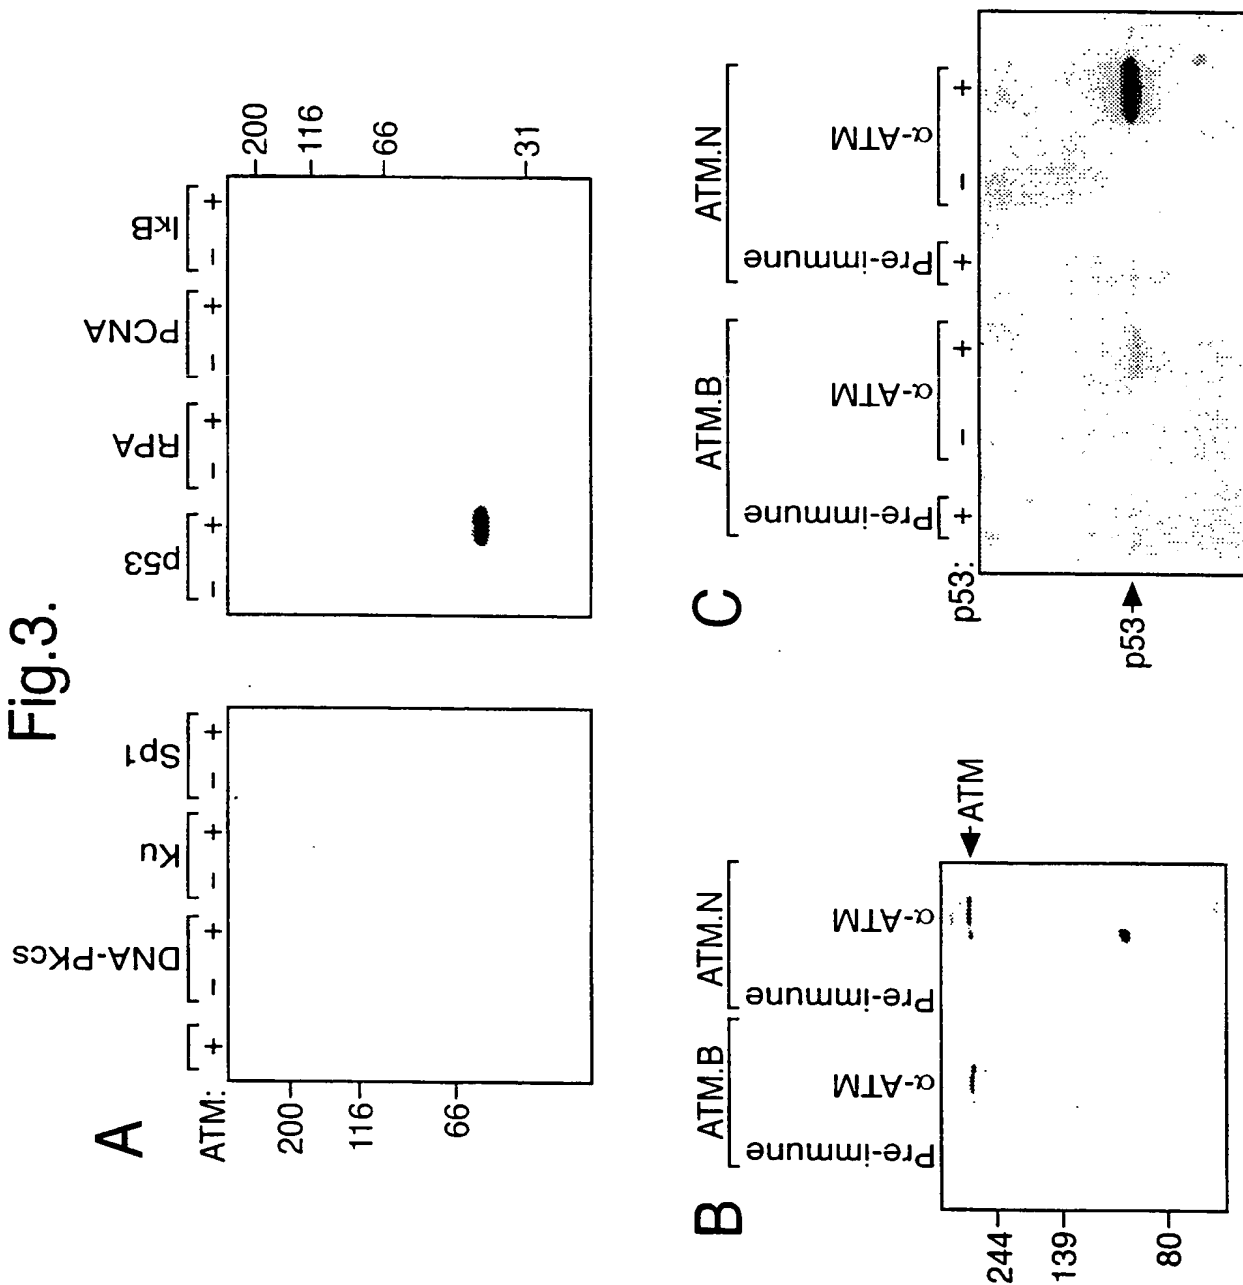 Fig.3.
A
ATM:
+
DNA-PKcs
- +
Ku
- +
Sp1
- +
200
116
66
p53
- +
RPA
- +
PCNA
- +
IκB
- +
200
116
66
31
B
ATM.B
ATM.N
Pre-immune
α-ATM
Pre-immune
α-ATM
244
139
80
ATM
C
ATM.B
ATM.N
Pre-immune
α-ATM
Pre-immune
α-ATM
p53:
+ - + + - +
p53